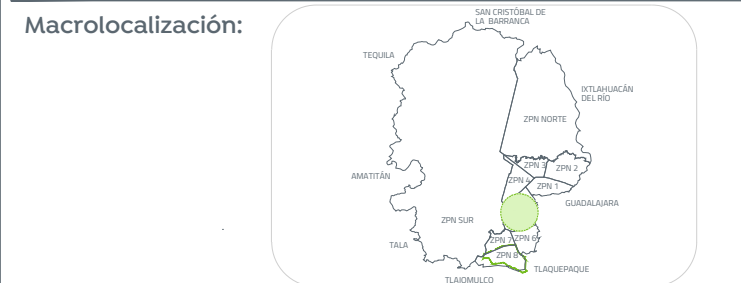 Macrolocalización:
SAN CRISTÓBAL DE
LA BARRANCA
TEQUILA
IXTLAHUACÁN
DEL RÍO
ZPN NORTE
ZPN 3
ZPN 2
AMATITÁN
ZPN 4
ZPN 1
GUADALAJARA
ZPN SUR
ZPN 7
ZPN 6
TALA
ZPN 8
TLAQUEPAQUE
TLAJOMULCO